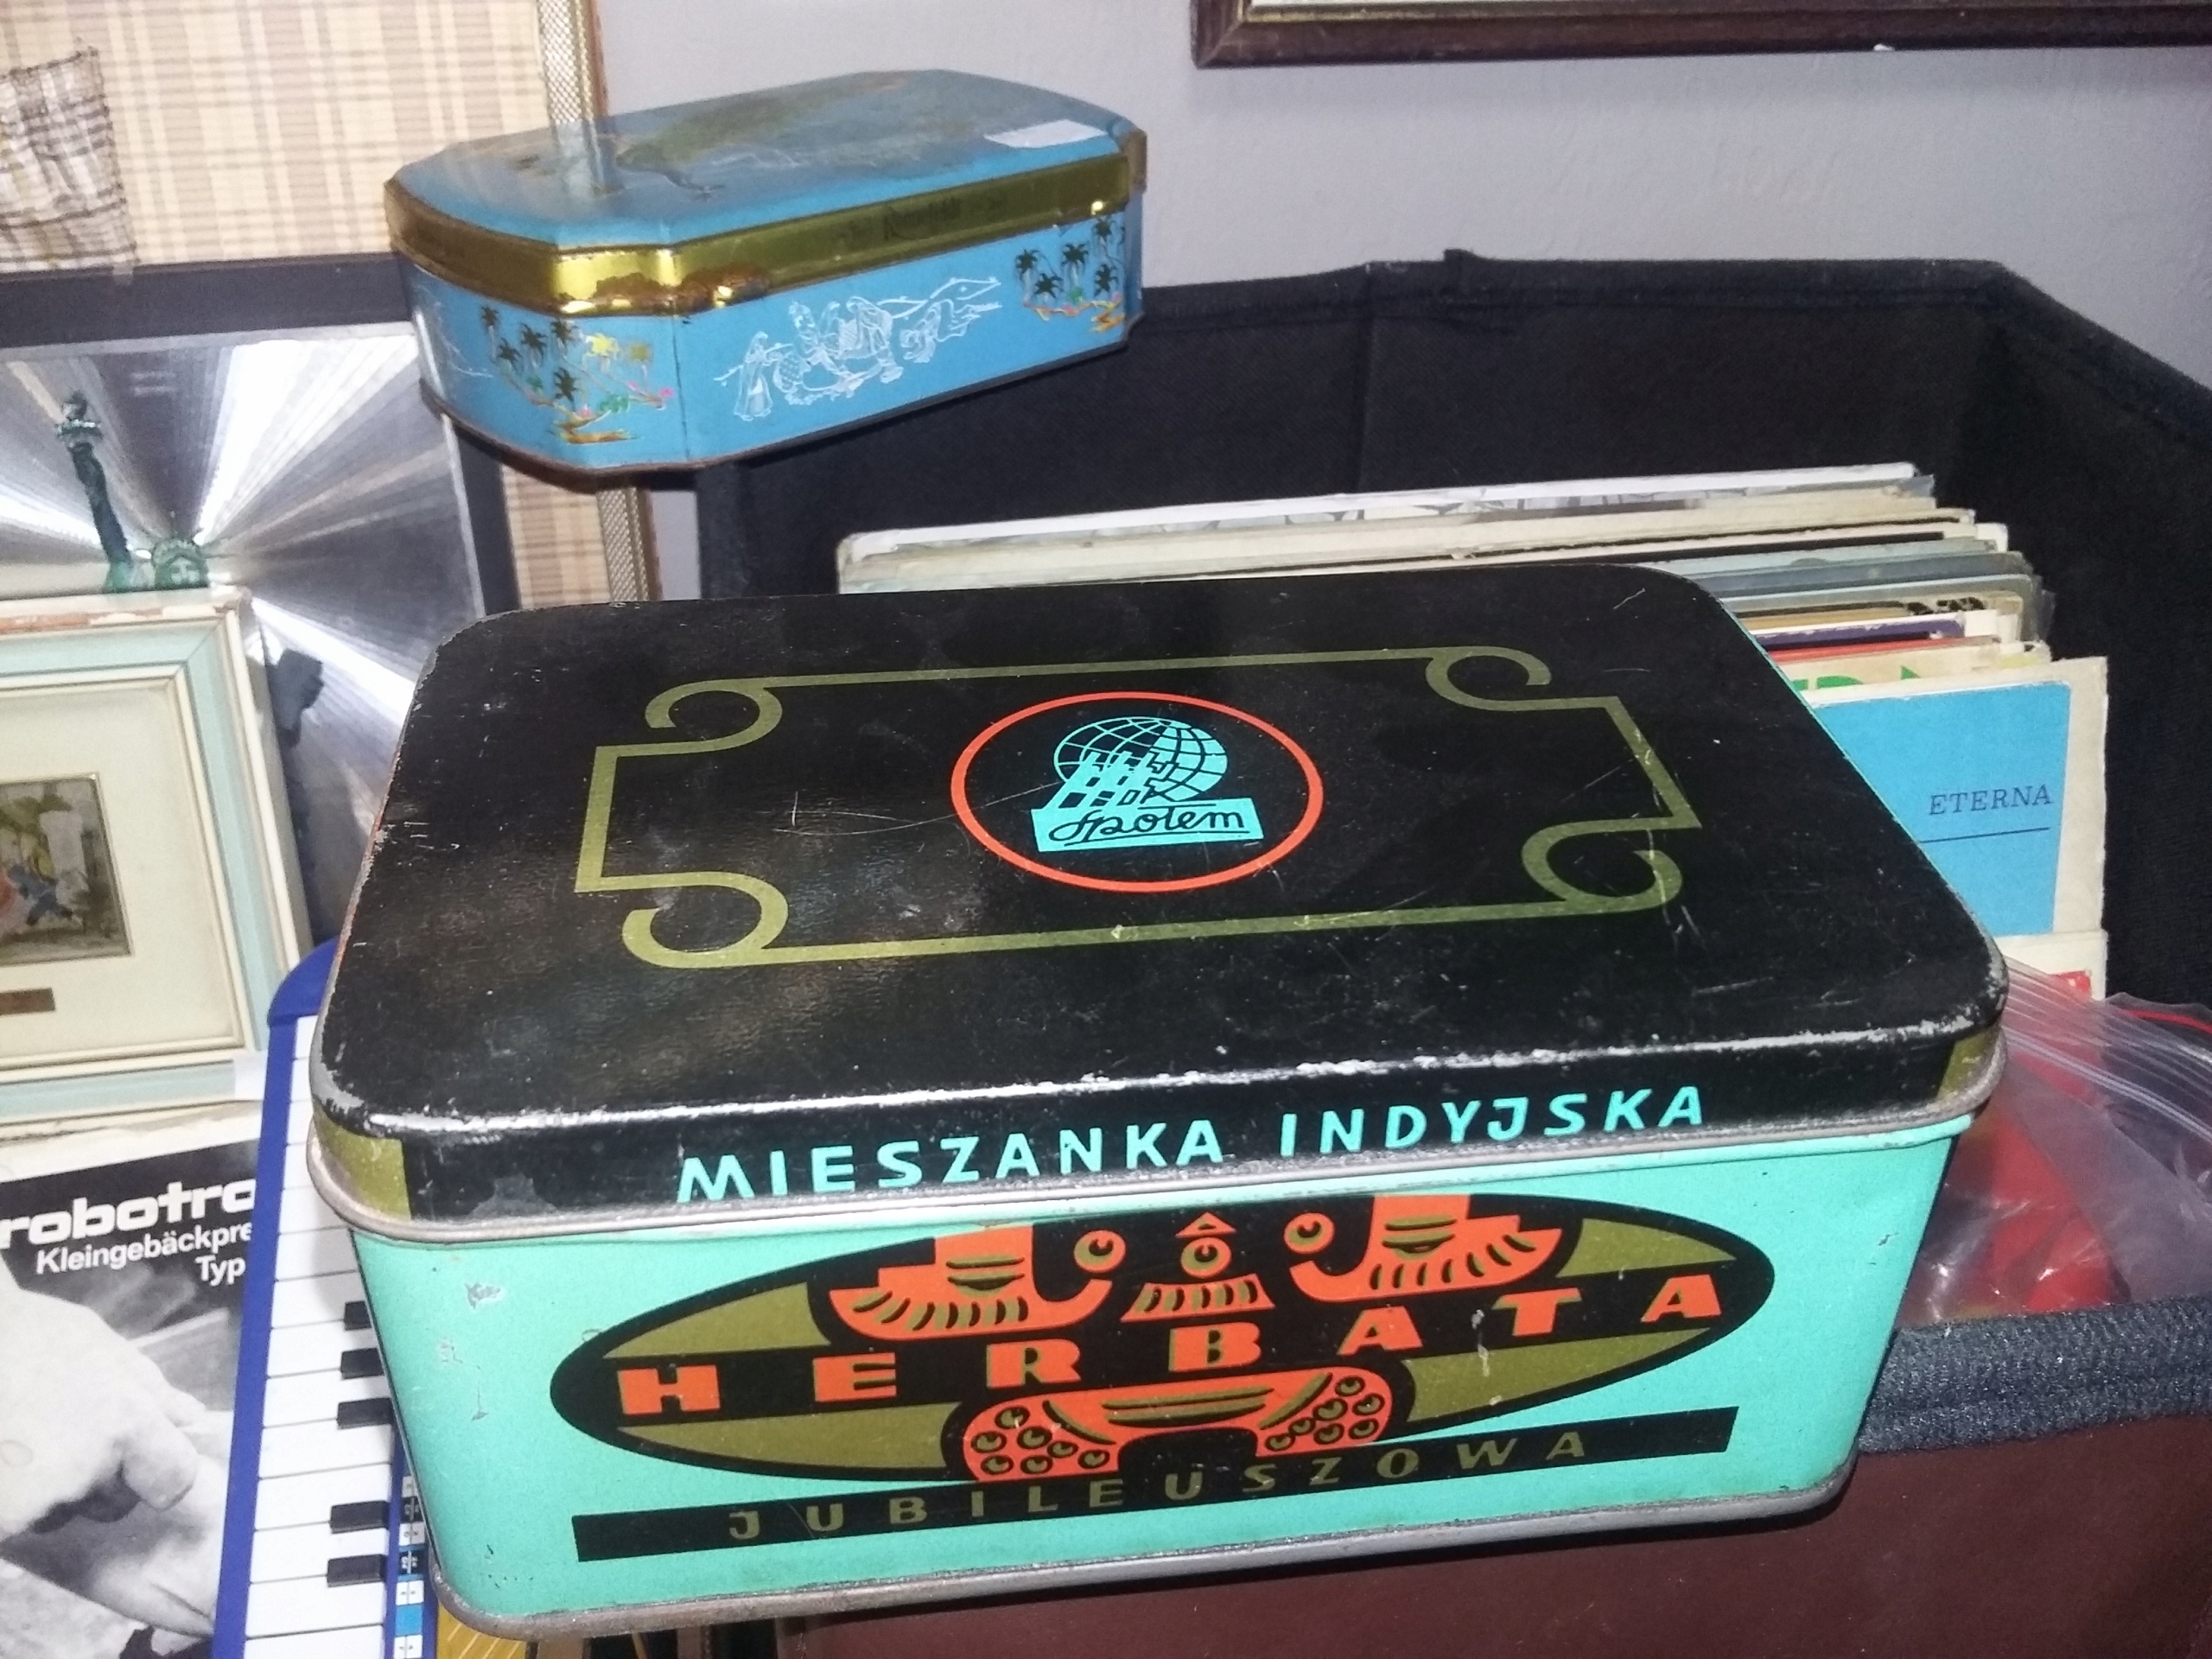 Społem
MIESZANKA INDYJSKA
HERBATA
JUBILEUSZOWA
ETERNA
robotro
Kleingebäckpre
Typ